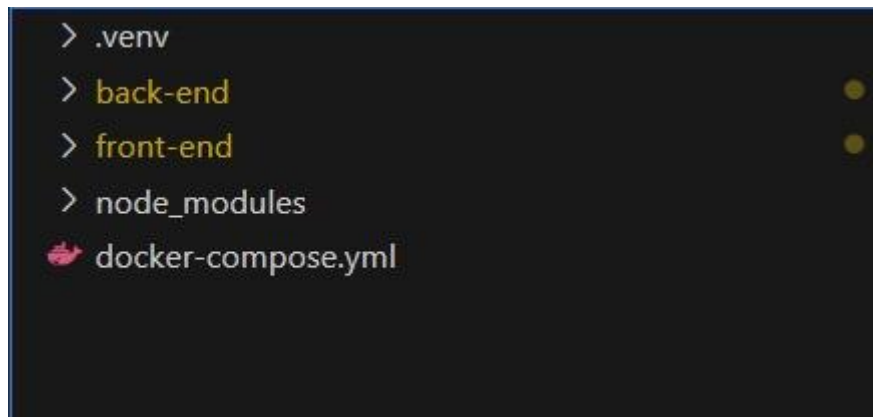 .venv
back-end
front-end
node_modules
docker-compose.yml